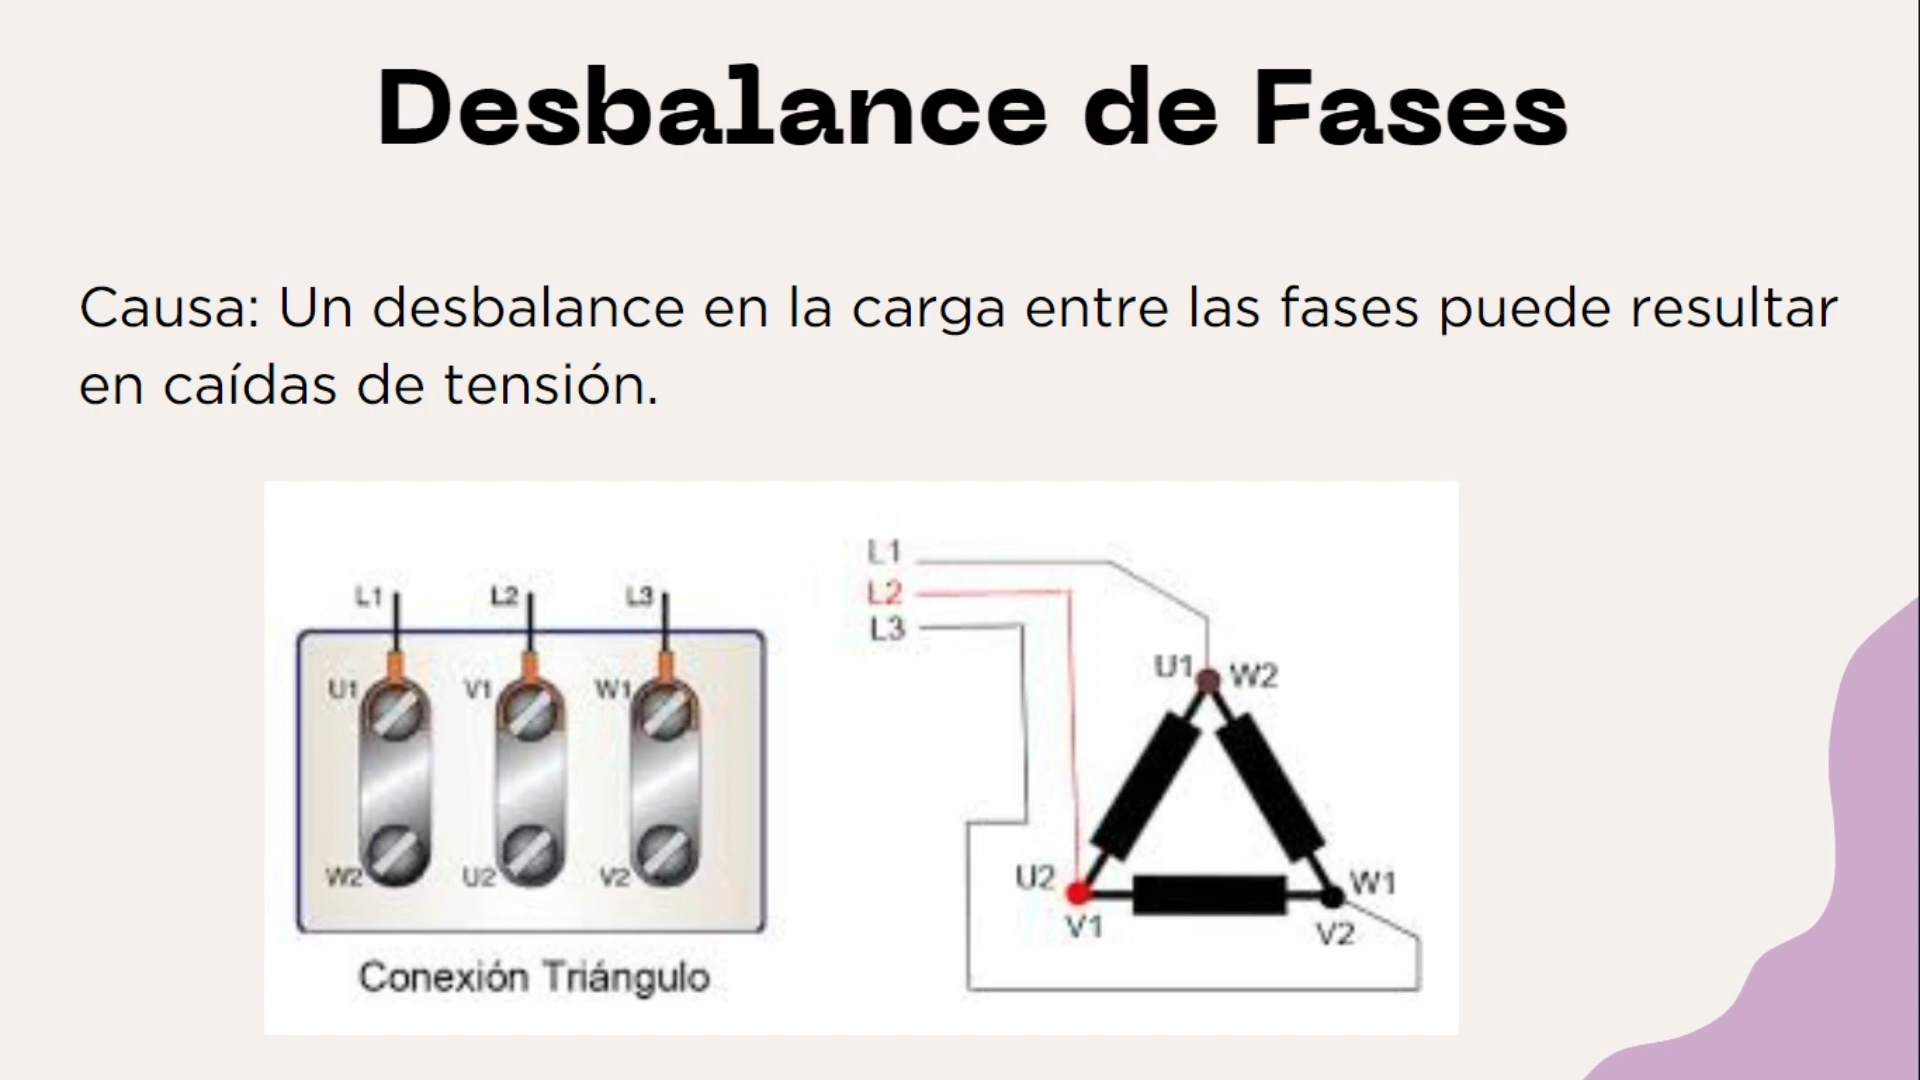 Desbalance de Fases
Causa: Un desbalance en la carga entre las fases puede resultar
en caídas de tensión.
L1 L2 L3
U1 V1 W1
W2 U2 V2
Conexión Triángulo
L1
L2
L3
U1 W2
U2 W1
V1 V2